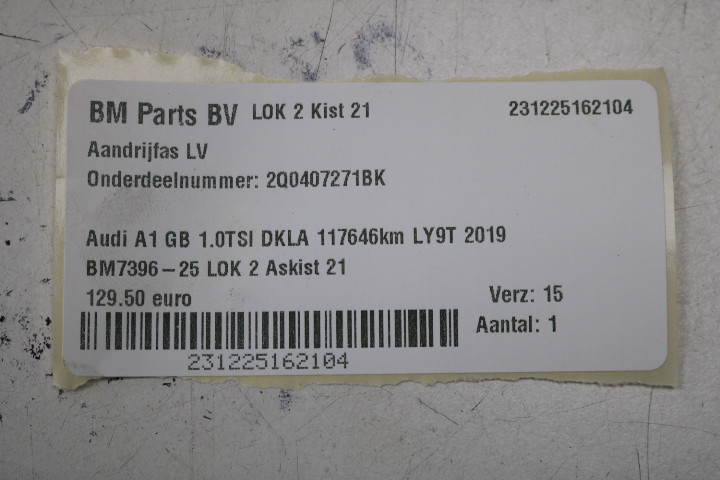 BM Parts BV LOK 2 Kist 21 231225162104
Aandrijfas LV
Onderdeelnummer: 2Q0407271BK
Audi A1 GB 1.0TSI DKLA 117646km LY9T 2019
BM7396-25 LOK 2 Askist 21
129.50 euro Verz: 15
Aantal: 1
231225162104